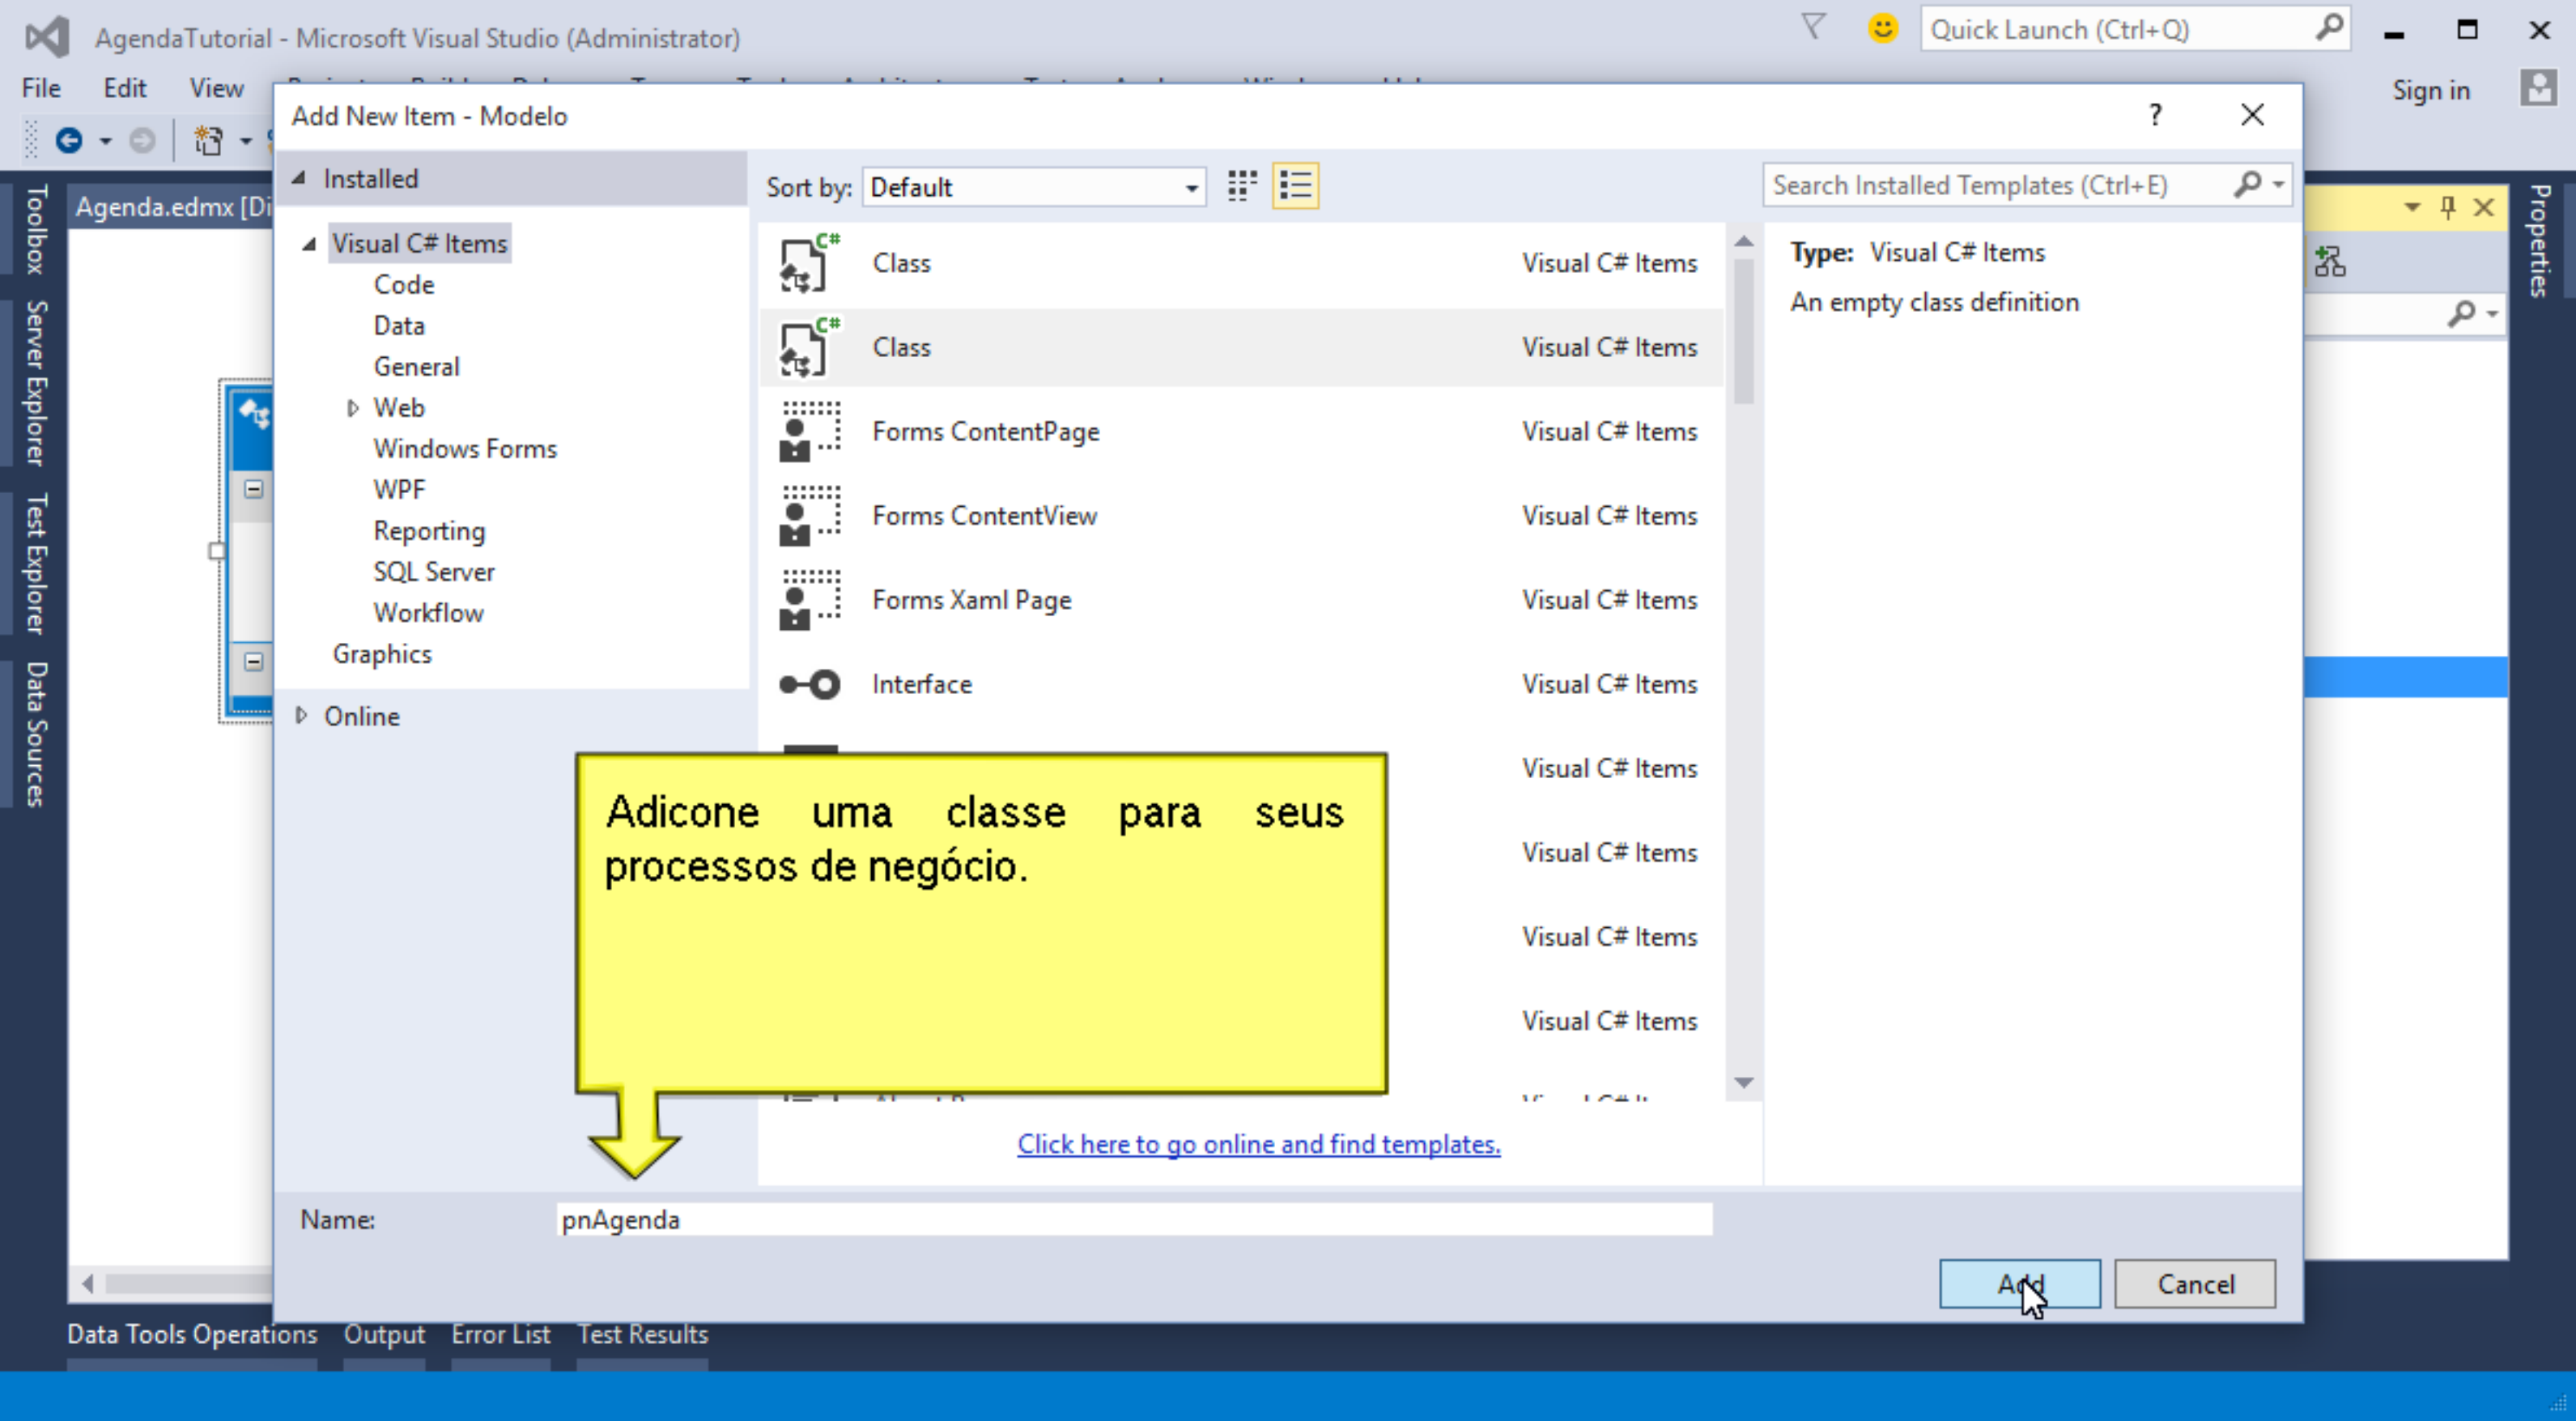 AgendaTutorial - Microsoft Visual Studio (Administrator)
Quick Launch (Ctrl+Q)
File Edit View
Sign in
Add New Item - Modelo
?
Installed
Sort by: Default
Search Installed Templates (Ctrl+E)
Toolbox
Server Explorer
Test Explorer
Data Sources
Agenda.edmx [Di
Properties
Visual C# Items
Code
Data
General
Web
Windows Forms
WPF
Reporting
SQL Server
Workflow
Graphics
Online
C# Class Visual C# Items
C# Class Visual C# Items
Forms ContentPage Visual C# Items
Forms ContentView Visual C# Items
Forms Xaml Page Visual C# Items
Interface Visual C# Items
Visual C# Items
Visual C# Items
Visual C# Items
Visual C# Items
Type: Visual C# Items
An empty class definition
Adicone uma classe para seus
processos de negócio.
Click here to go online and find templates.
Name: pnAgenda
Add Cancel
Data Tools Operations Output Error List Test Results